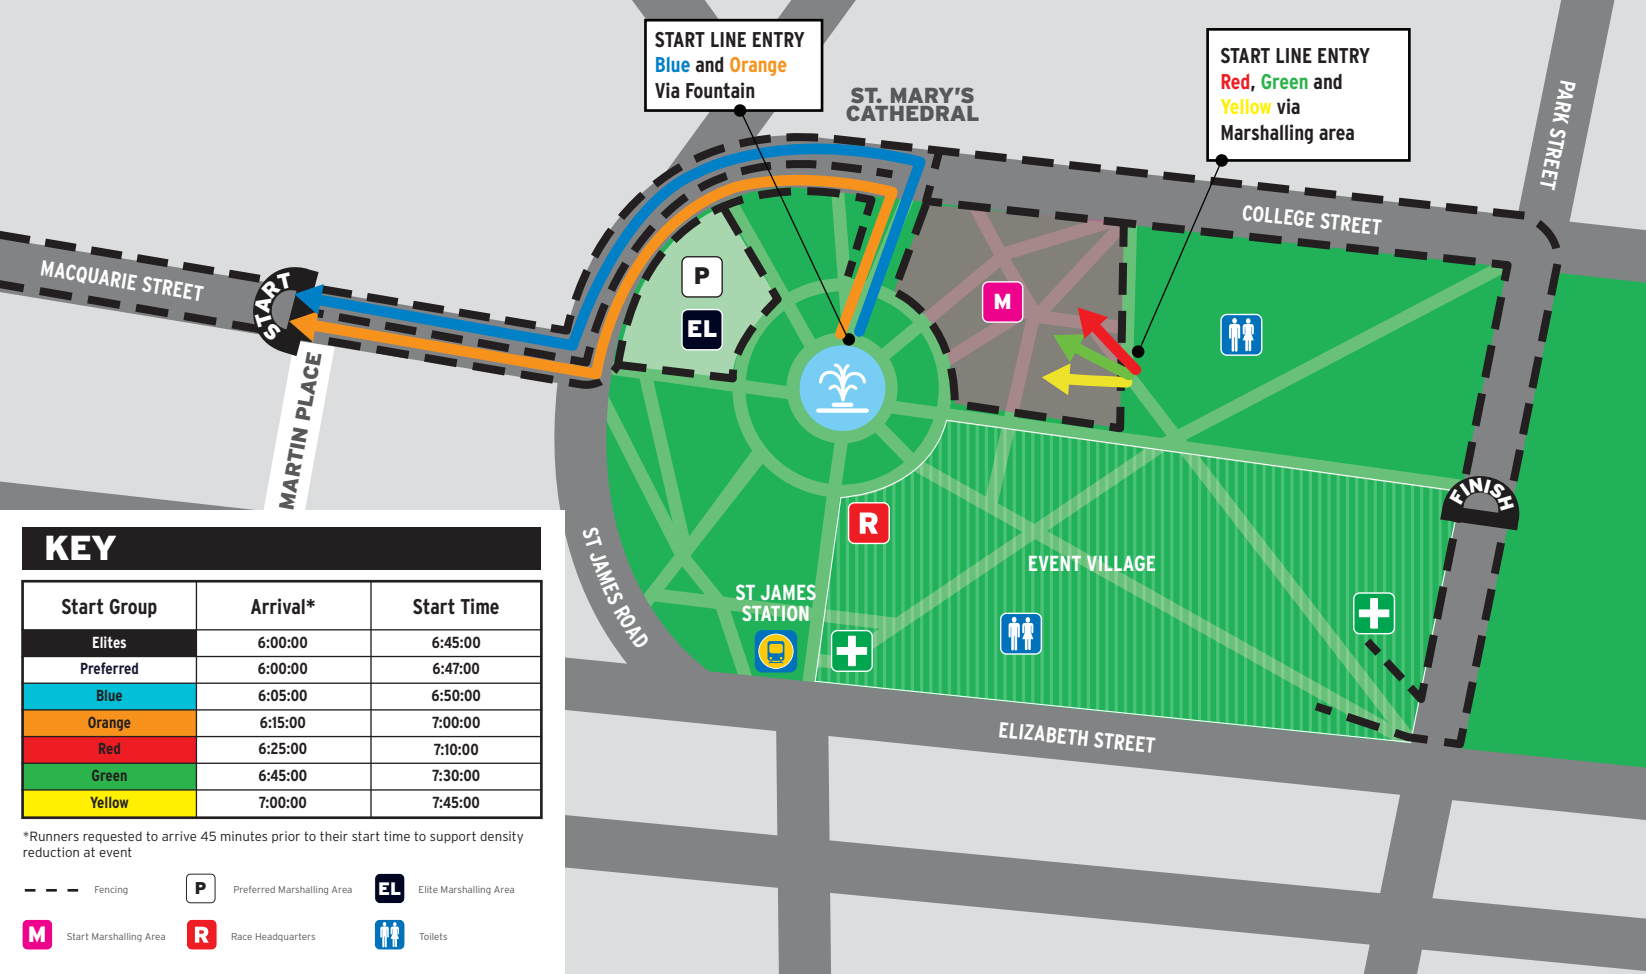 START LINE ENTRY
Blue and Orange
Via Fountain
START LINE ENTRY
Red, Green and
Yellow via
Marshalling area
ST. MARY'S
CATHEDRAL
PARK STREET
COLLEGE STREET
MACQUARIE STREET
START
MARTIN PLACE
P
EL
M
FINISH
R
EVENT VILLAGE
ST JAMES
STATION
ST JAMES ROAD
ELIZABETH STREET
KEY
Start Group Arrival* Start Time
Elites 6:00:00 6:45:00
Preferred 6:00:00 6:47:00
Blue 6:05:00 6:50:00
Orange 6:15:00 7:00:00
Red 6:25:00 7:10:00
Green 6:45:00 7:30:00
Yellow 7:00:00 7:45:00
*Runners requested to arrive 45 minutes prior to their start time to support density
reduction at event
Fencing P Preferred Marshalling Area EL Elite Marshalling Area
M Start Marshalling Area R Race Headquarters Toilets